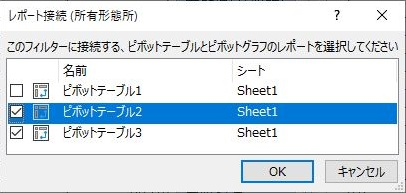 レポート接続 (所有形態所)
このフィルターに接続する、ピボットテーブルとピボットグラフのレポートを選択してください
名前 シート
ピボットテーブル1 Sheet1
ピボットテーブル2 Sheet1
ピボットテーブル3 Sheet1
OK キャンセル